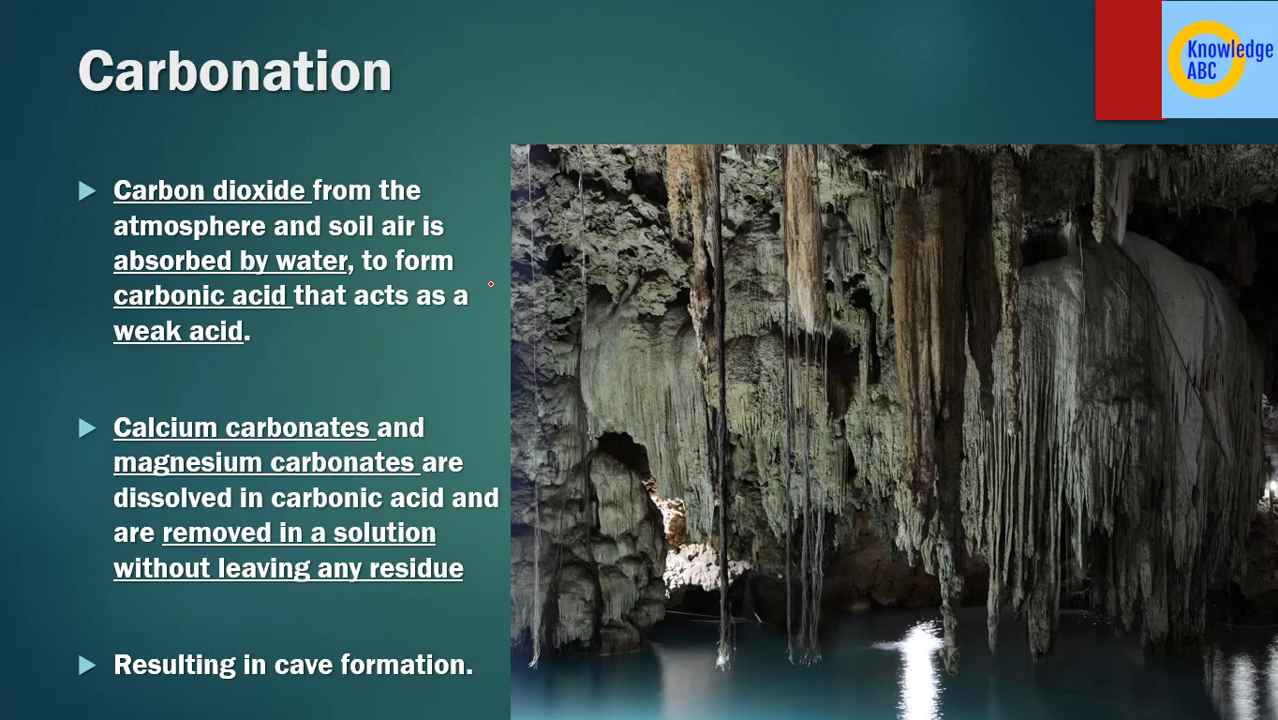 Carbonation
Knowledge
ABC
Carbon dioxide from the
atmosphere and soil air is
absorbed by water, to form
carbonic acid that acts as a
weak acid.
Calcium carbonates and
magnesium carbonates are
dissolved in carbonic acid and
are removed in a solution
without leaving any residue
Resulting in cave formation.